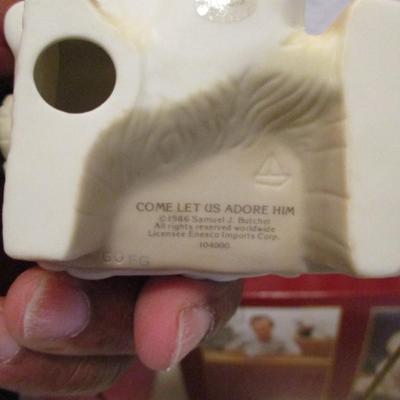 COME LET US ADORE HIM
©1986 Samuel J. Butcher
All rights reserved worldwide
Licensee Enesco Imports Corp.
104000